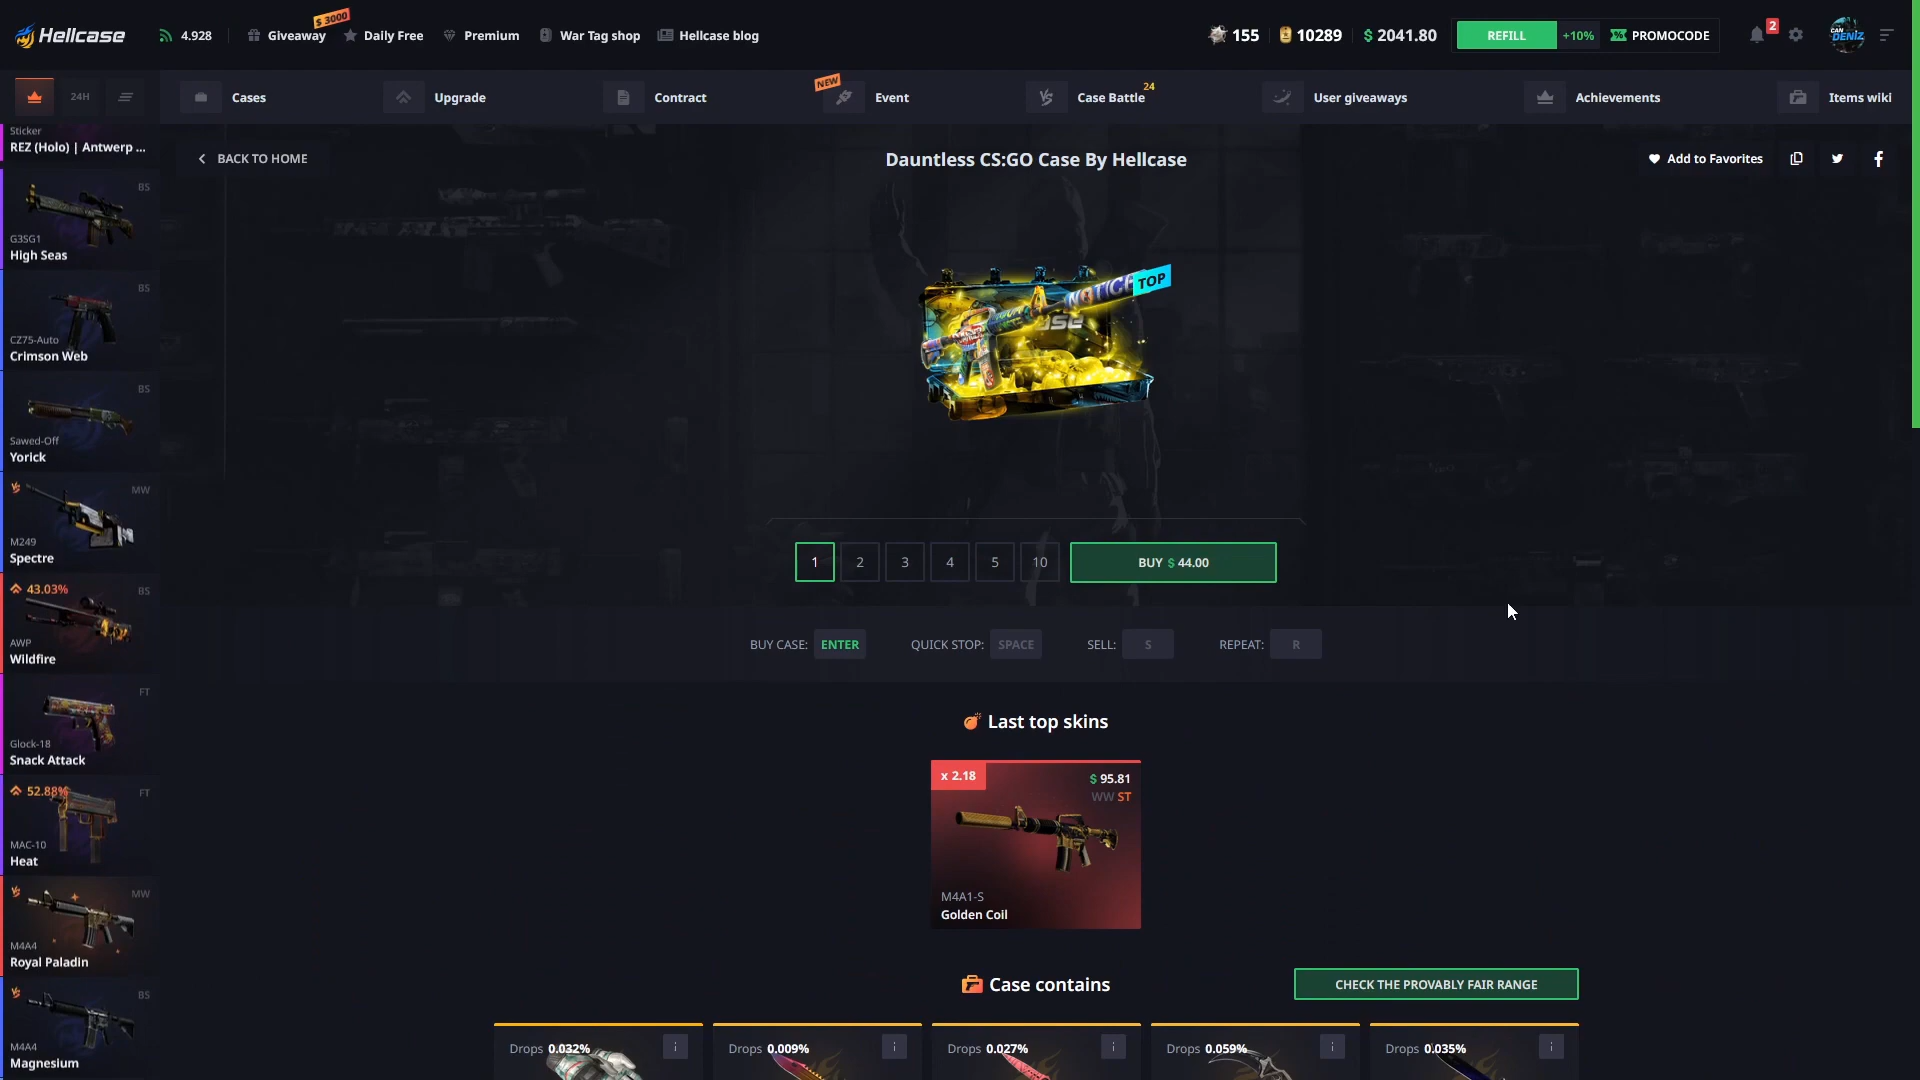 Hellcase
4.928
$ 3000
Giveaway
Daily Free
Premium
War Tag shop
Hellcase blog
155
10289
$ 2041.80
REFILL
+10%
PROMOCODE
2
CAN
DENİZ
24H
Cases
Upgrade
Contract
NEW
Event
Case Battle
24
User giveaways
Achievements
Items wiki
Sticker
REZ (Holo) | Antwerp ...
BACK TO HOME
Dauntless CS:GO Case By Hellcase
Add to Favorites
BS
G3SG1
High Seas
BS
CZ75-Auto
Crimson Web
BS
Sawed-Off
Yorick
MW
M249
Spectre
43.03%
BS
AWP
Wildfire
FT
Glock-18
Snack Attack
52.88%
FT
MAC-10
Heat
MW
M4A4
Royal Paladin
BS
M4A4
Magnesium
NOTICE
TOP
1
2
3
4
5
10
BUY $ 44.00
BUY CASE: ENTER
QUICK STOP: SPACE
SELL: S
REPEAT: R
Last top skins
x 2.18
$ 95.81
WW ST
M4A1-S
Golden Coil
Case contains
CHECK THE PROVABLY FAIR RANGE
Drops 0.032%
i
Drops 0.009%
i
Drops 0.027%
i
Drops 0.059%
i
Drops 0.035%
i